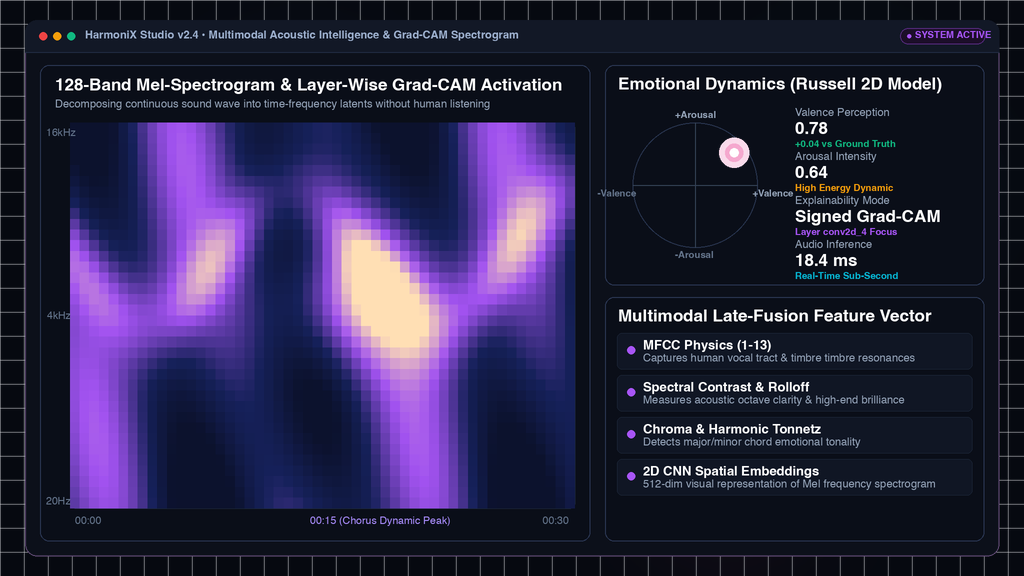 HarmoniX Studio v2.4 • Multimodal Acoustic Intelligence & Grad-CAM Spectrogram
● SYSTEM ACTIVE
128-Band Mel-Spectrogram & Layer-Wise Grad-CAM Activation
Decomposing continuous sound wave into time-frequency latents without human listening
16kHz
4kHz
20Hz
00:00
00:15 (Chorus Dynamic Peak)
00:30
Emotional Dynamics (Russell 2D Model)
+Arousal
-Valence
+Valence
-Arousal
Valence Perception
0.78
+0.04 vs Ground Truth
Arousal Intensity
0.64
High Energy Dynamic
Explainability Mode
Signed Grad-CAM
Layer conv2d_4 Focus
Audio Inference
18.4 ms
Real-Time Sub-Second
Multimodal Late-Fusion Feature Vector
MFCC Physics (1-13)
Captures human vocal tract & timbre timbre resonances
Spectral Contrast & Rolloff
Measures acoustic octave clarity & high-end brilliance
Chroma & Harmonic Tonnetz
Detects major/minor chord emotional tonality
2D CNN Spatial Embeddings
512-dim visual representation of Mel frequency spectrogram